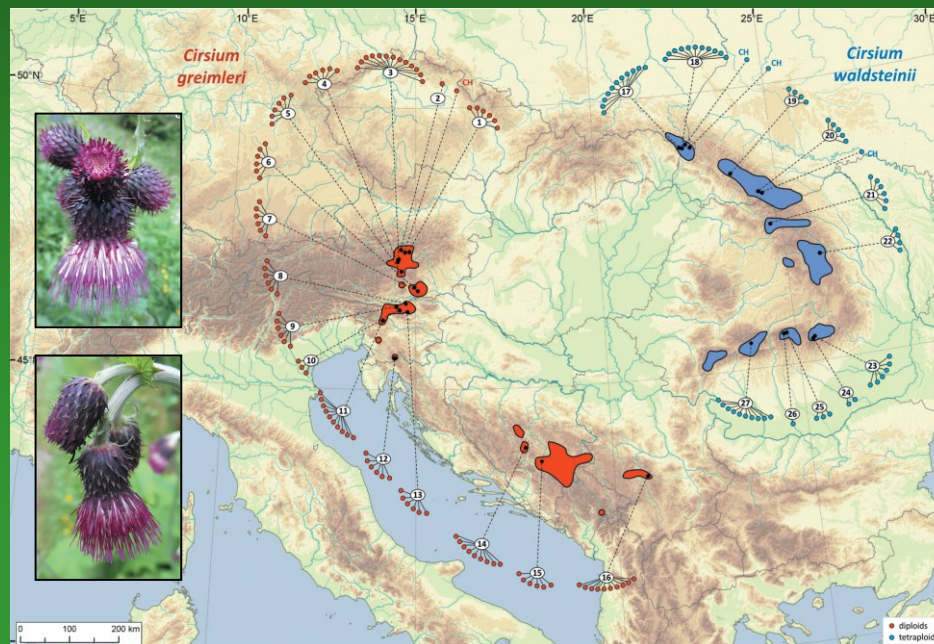 5°E
10°E
15°E
20°E
25°E
30°E
50°N
45°N
Cirsium
greimleri
Cirsium
waldsteinii
CH
CH
CH
CH
1
2
3
4
5
6
7
8
9
10
11
12
13
14
15
16
17
18
19
20
21
22
23
24
25
26
27
0 100 200 km
diploids
tetraploids